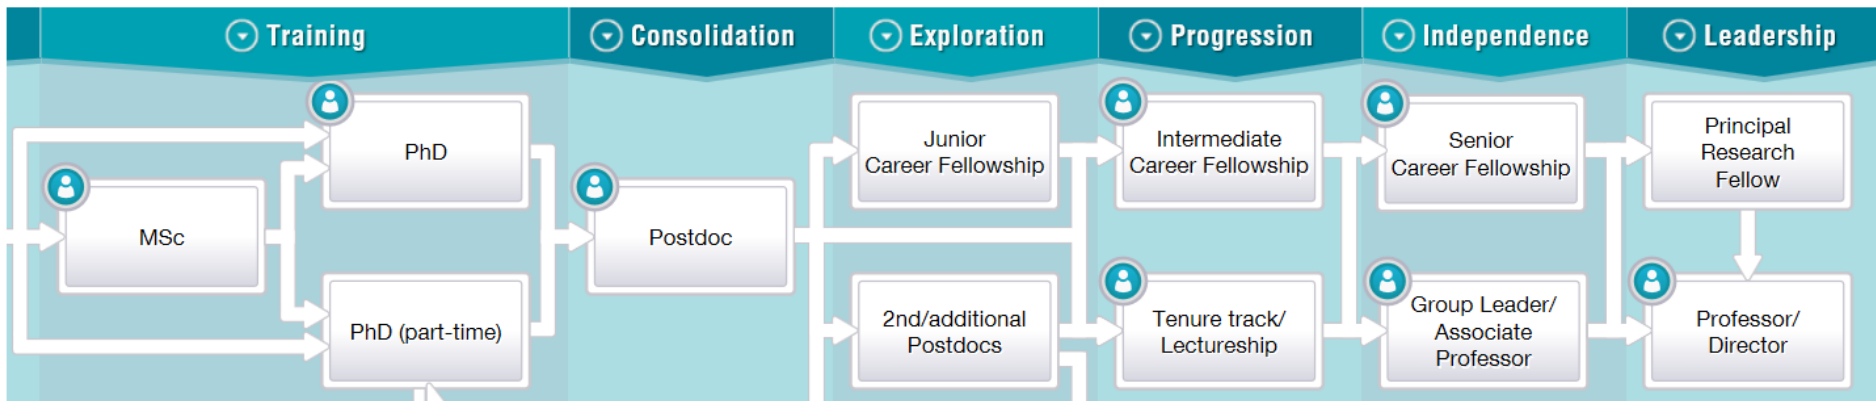 Training
Consolidation
Exploration
Progression
Independence
Leadership
MSc
PhD
PhD (part-time)
Postdoc
Junior
Career Fellowship
2nd/additional
Postdocs
Intermediate
Career Fellowship
Tenure track/
Lectureship
Senior
Career Fellowship
Group Leader/
Associate
Professor
Principal
Research
Fellow
Professor/
Director